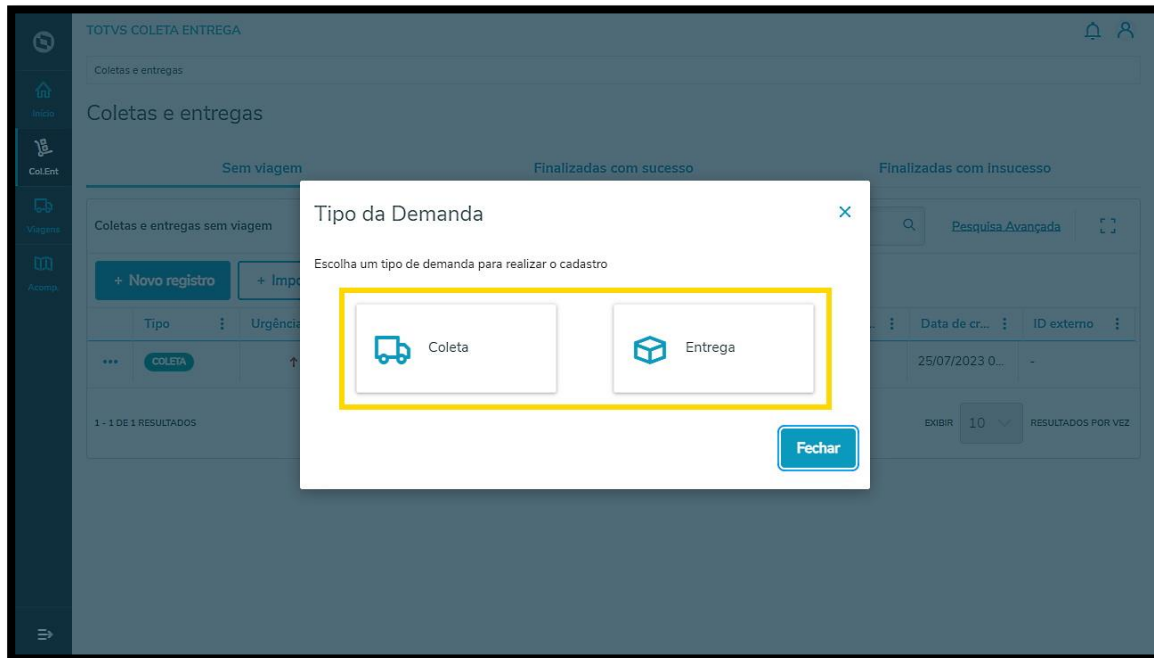 TOTVS COLETA ENTREGA
Coletas e entregas
Início
Coletas e entregas
Col.Ent
Sem viagem Finalizadas com sucesso Finalizadas com insucesso
Viagens
Tipo da Demanda
Coletas e entregas sem viagem
Pesquisa Avançada
Escolha um tipo de demanda para realizar o cadastro
Acomp.
+ Novo registro + Impo
Tipo Urgência Data de cr... ID externo
Coleta Entrega
COLETA 25/07/2023 0... -
1 - 1 DE 1 RESULTADOS EXIBIR 10 RESULTADOS POR VEZ
Fechar